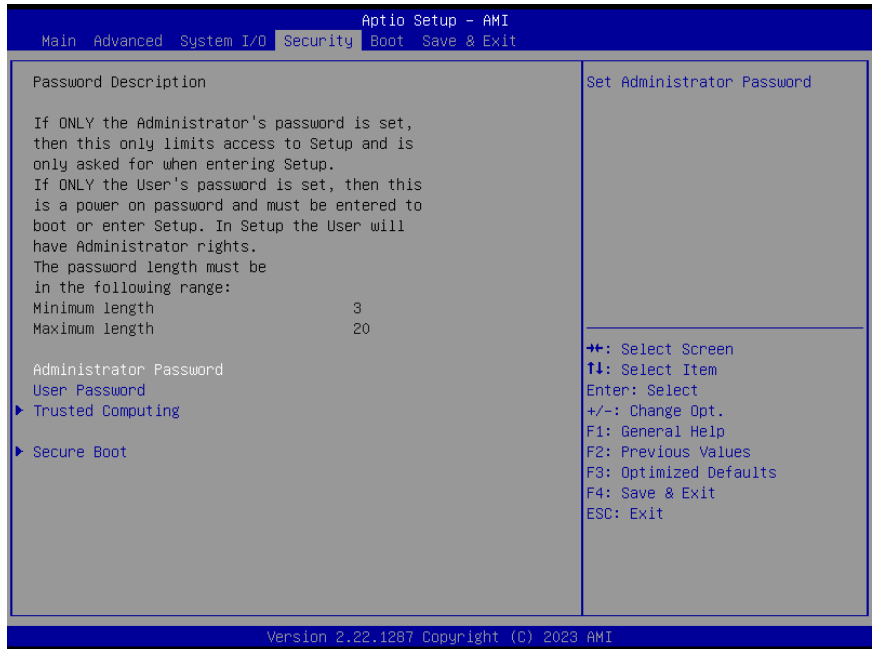 Aptio Setup – AMI
Main Advanced System I/O Security Boot Save & Exit
Password Description
If ONLY the Administrator's password is set,
then this only limits access to Setup and is
only asked for when entering Setup.
If ONLY the User's password is set, then this
is a power on password and must be entered to
boot or enter Setup. In Setup the User will
have Administrator rights.
The password length must be
in the following range:
Minimum length 3
Maximum length 20
Administrator Password
User Password
Trusted Computing
Secure Boot
Set Administrator Password
→←: Select Screen
↑↓: Select Item
Enter: Select
+/-: Change Opt.
F1: General Help
F2: Previous Values
F3: Optimized Defaults
F4: Save & Exit
ESC: Exit
Version 2.22.1287 Copyright (C) 2023 AMI